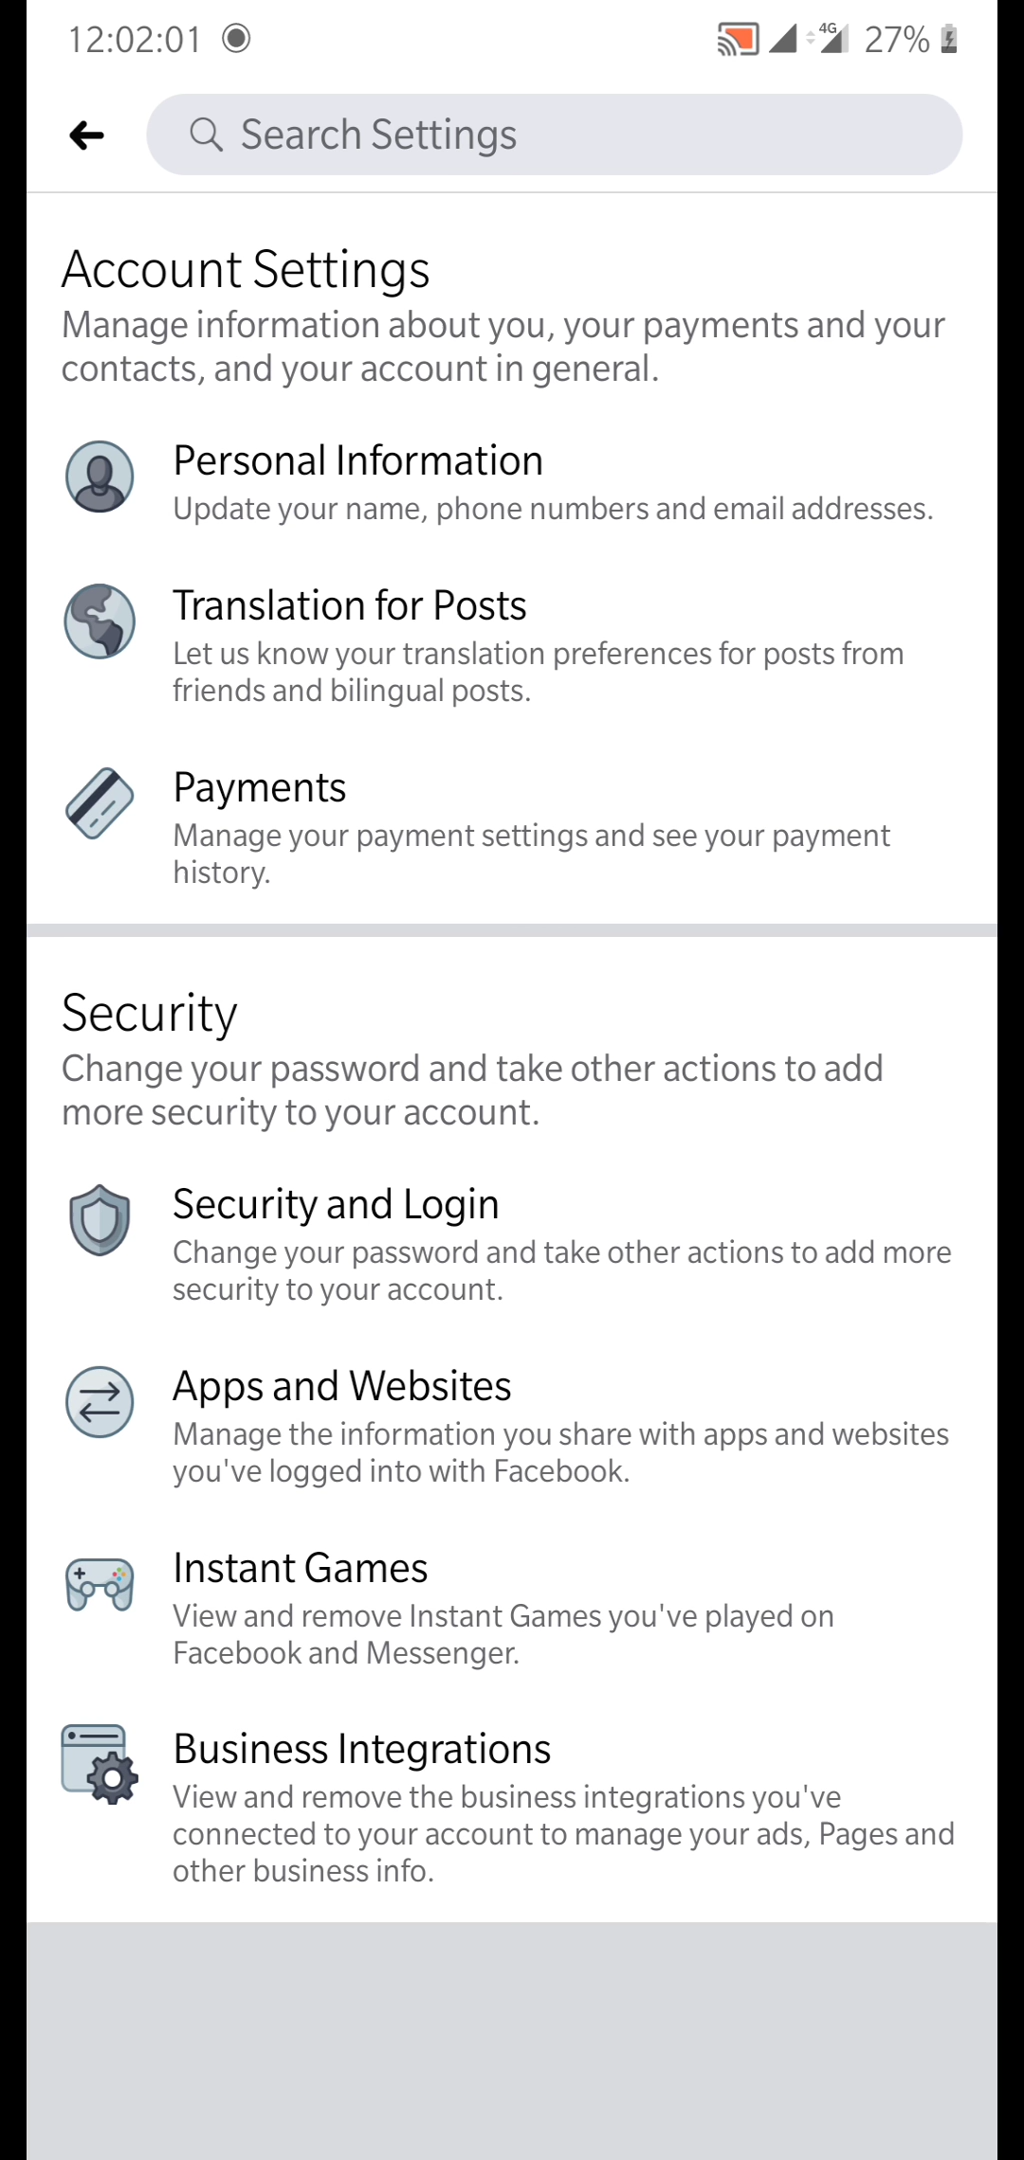 12:02:01
4G
27%
Search Settings
Account Settings
Manage information about you, your payments and your
contacts, and your account in general.
Personal Information
Update your name, phone numbers and email addresses.
Translation for Posts
Let us know your translation preferences for posts from
friends and bilingual posts.
Payments
Manage your payment settings and see your payment
history.
Security
Change your password and take other actions to add
more security to your account.
Security and Login
Change your password and take other actions to add more
security to your account.
Apps and Websites
Manage the information you share with apps and websites
you've logged into with Facebook.
Instant Games
View and remove Instant Games you've played on
Facebook and Messenger.
Business Integrations
View and remove the business integrations you've
connected to your account to manage your ads, Pages and
other business info.